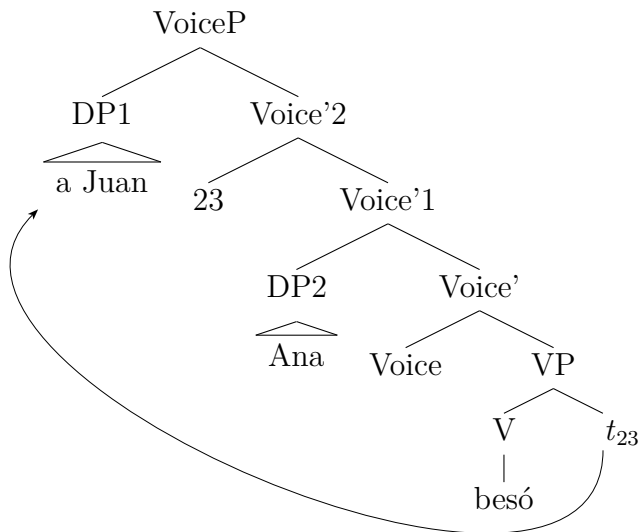 VoiceP
DP1 Voice'2
a Juan 23 Voice'1
DP2 Voice'
Ana Voice VP
V t23
besó